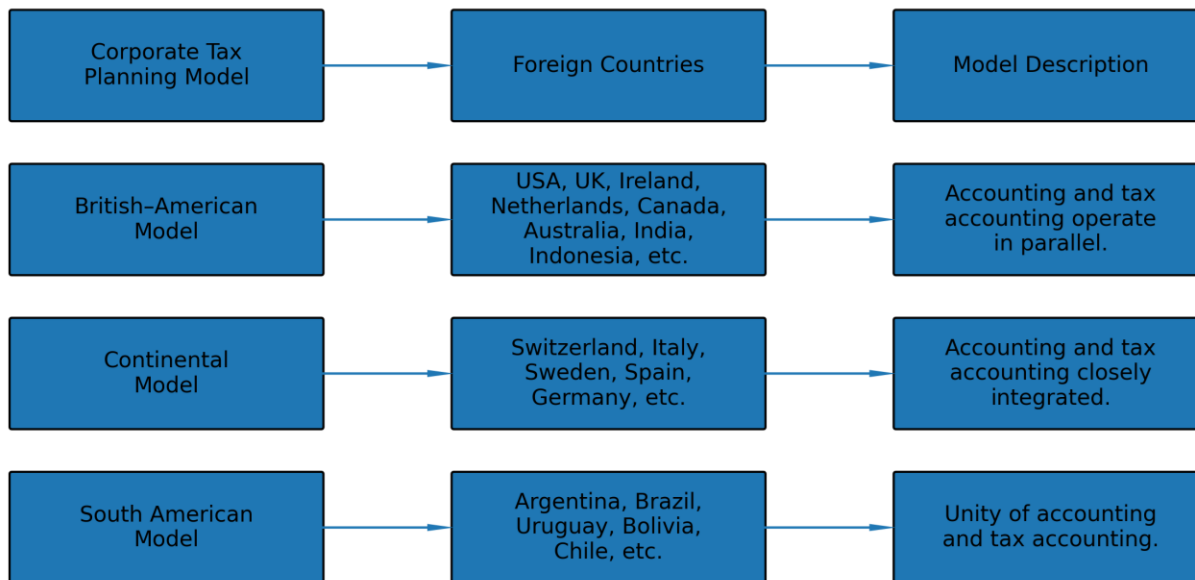 Corporate Tax
Planning Model
Foreign Countries
Model Description
British–American
Model
USA, UK, Ireland,
Netherlands, Canada,
Australia, India,
Indonesia, etc.
Accounting and tax
accounting operate
in parallel.
Continental
Model
Switzerland, Italy,
Sweden, Spain,
Germany, etc.
Accounting and tax
accounting closely
integrated.
South American
Model
Argentina, Brazil,
Uruguay, Bolivia,
Chile, etc.
Unity of accounting
and tax accounting.